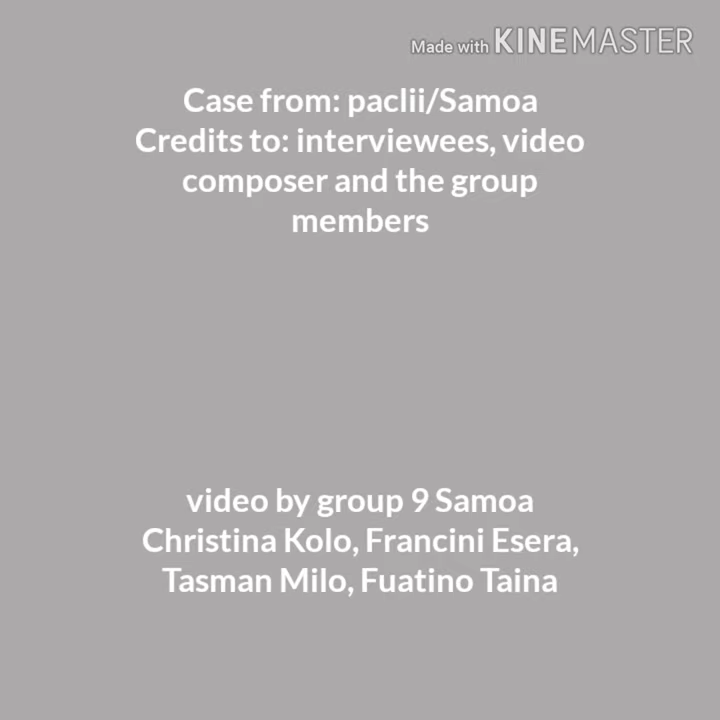 Made with KINEMASTER
Case from: paclii/Samoa
Credits to: interviewees, video
composer and the group
members
video by group 9 Samoa
Christina Kolo, Francini Esera,
Tasman Milo, Fuatino Taina